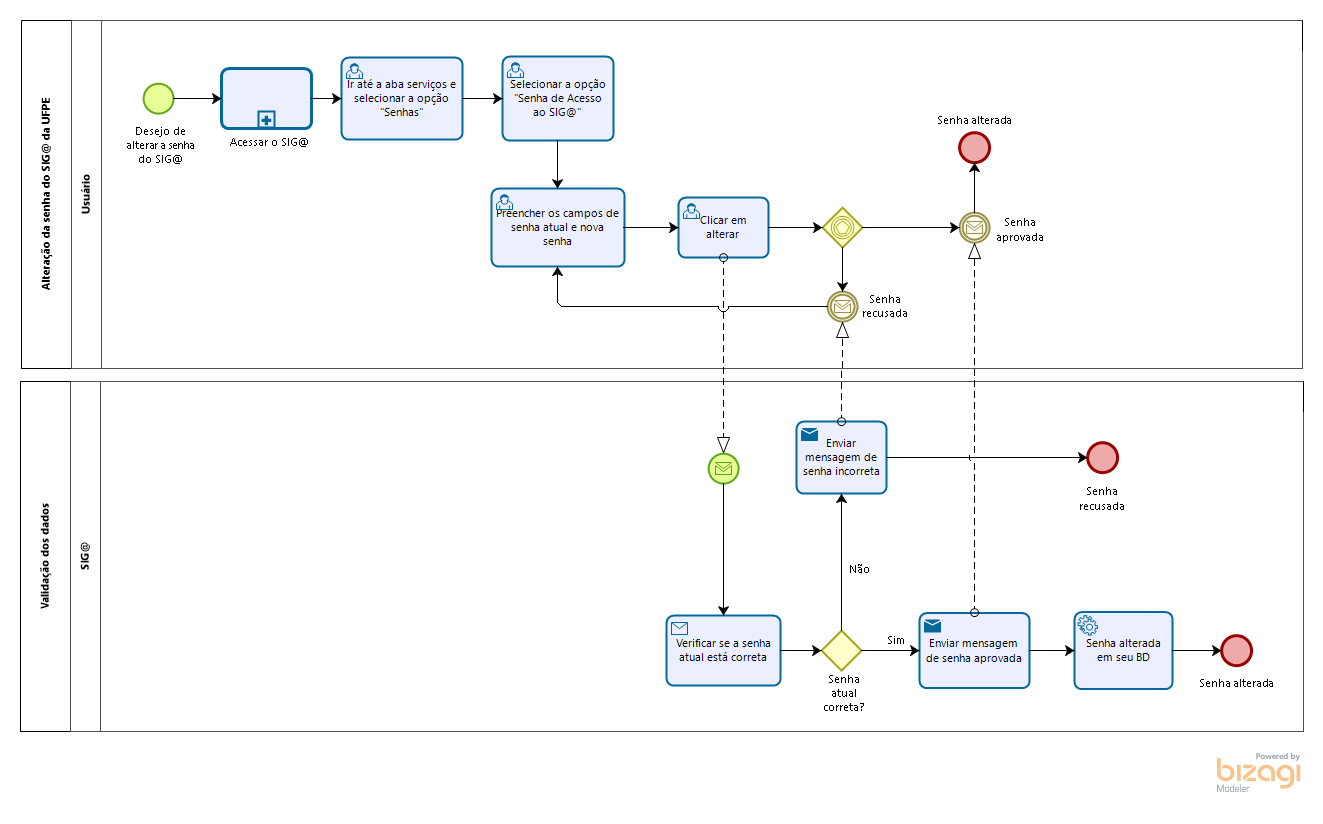 Alteração da senha do SIG@ da UFPE
Usuário
Desejo de
alterar a senha
do SIG@
Acessar o SIG@
Ir até a aba serviços e
selecionar a opção
"Senhas"
Selecionar a opção
"Senha de Acesso
ao SIG@"
Preencher os campos de
senha atual e nova
senha
Clicar em
alterar
Senha alterada
Senha
aprovada
Senha
recusada
Validação dos dados
SIG@
Enviar
mensagem de
senha incorreta
Senha
recusada
Não
Verificar se a senha
atual está correta
Senha
atual
correta?
Sim
Enviar mensagem
de senha aprovada
Senha alterada
em seu BD
Senha alterada
Powered by
bizagi
Modeler